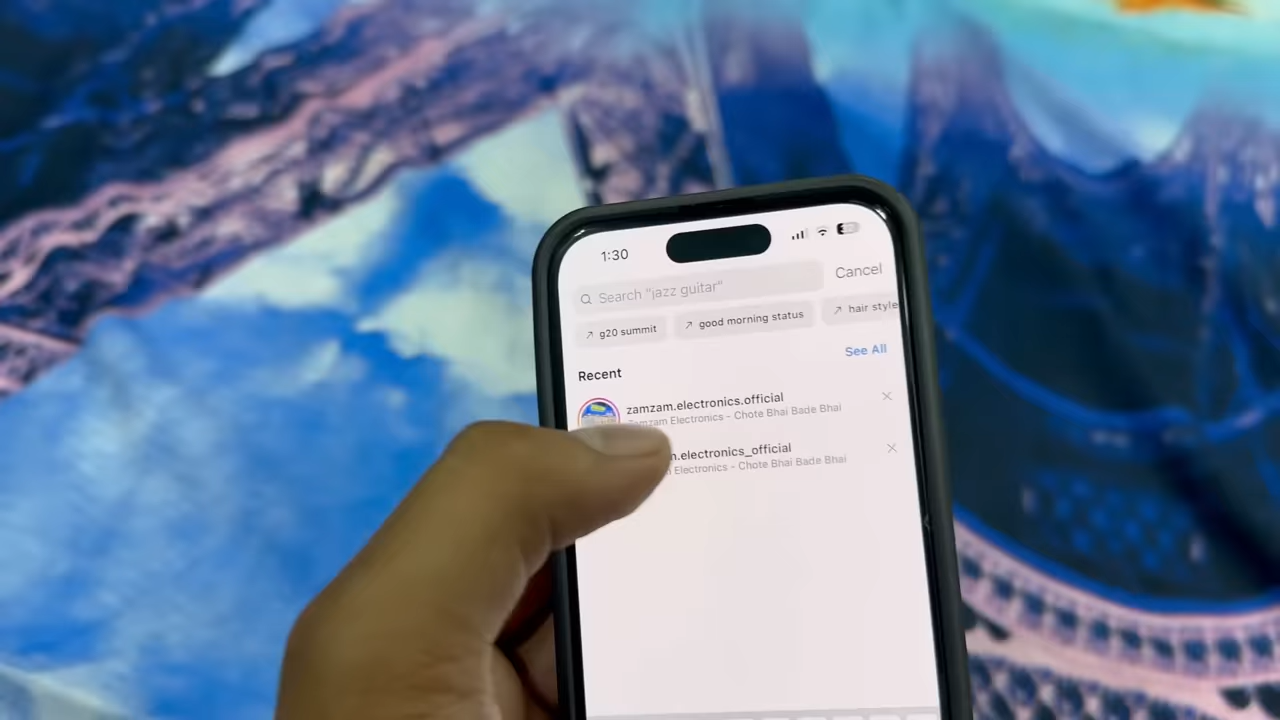 1:30
Search "jazz guitar"
Cancel
g20 summit
good morning status
hair style
See All
Recent
zamzam.electronics.official
Zamzam Electronics - Chote Bhai Bade Bhai
n.electronics_official
Electronics - Chote Bhai Bade Bhai